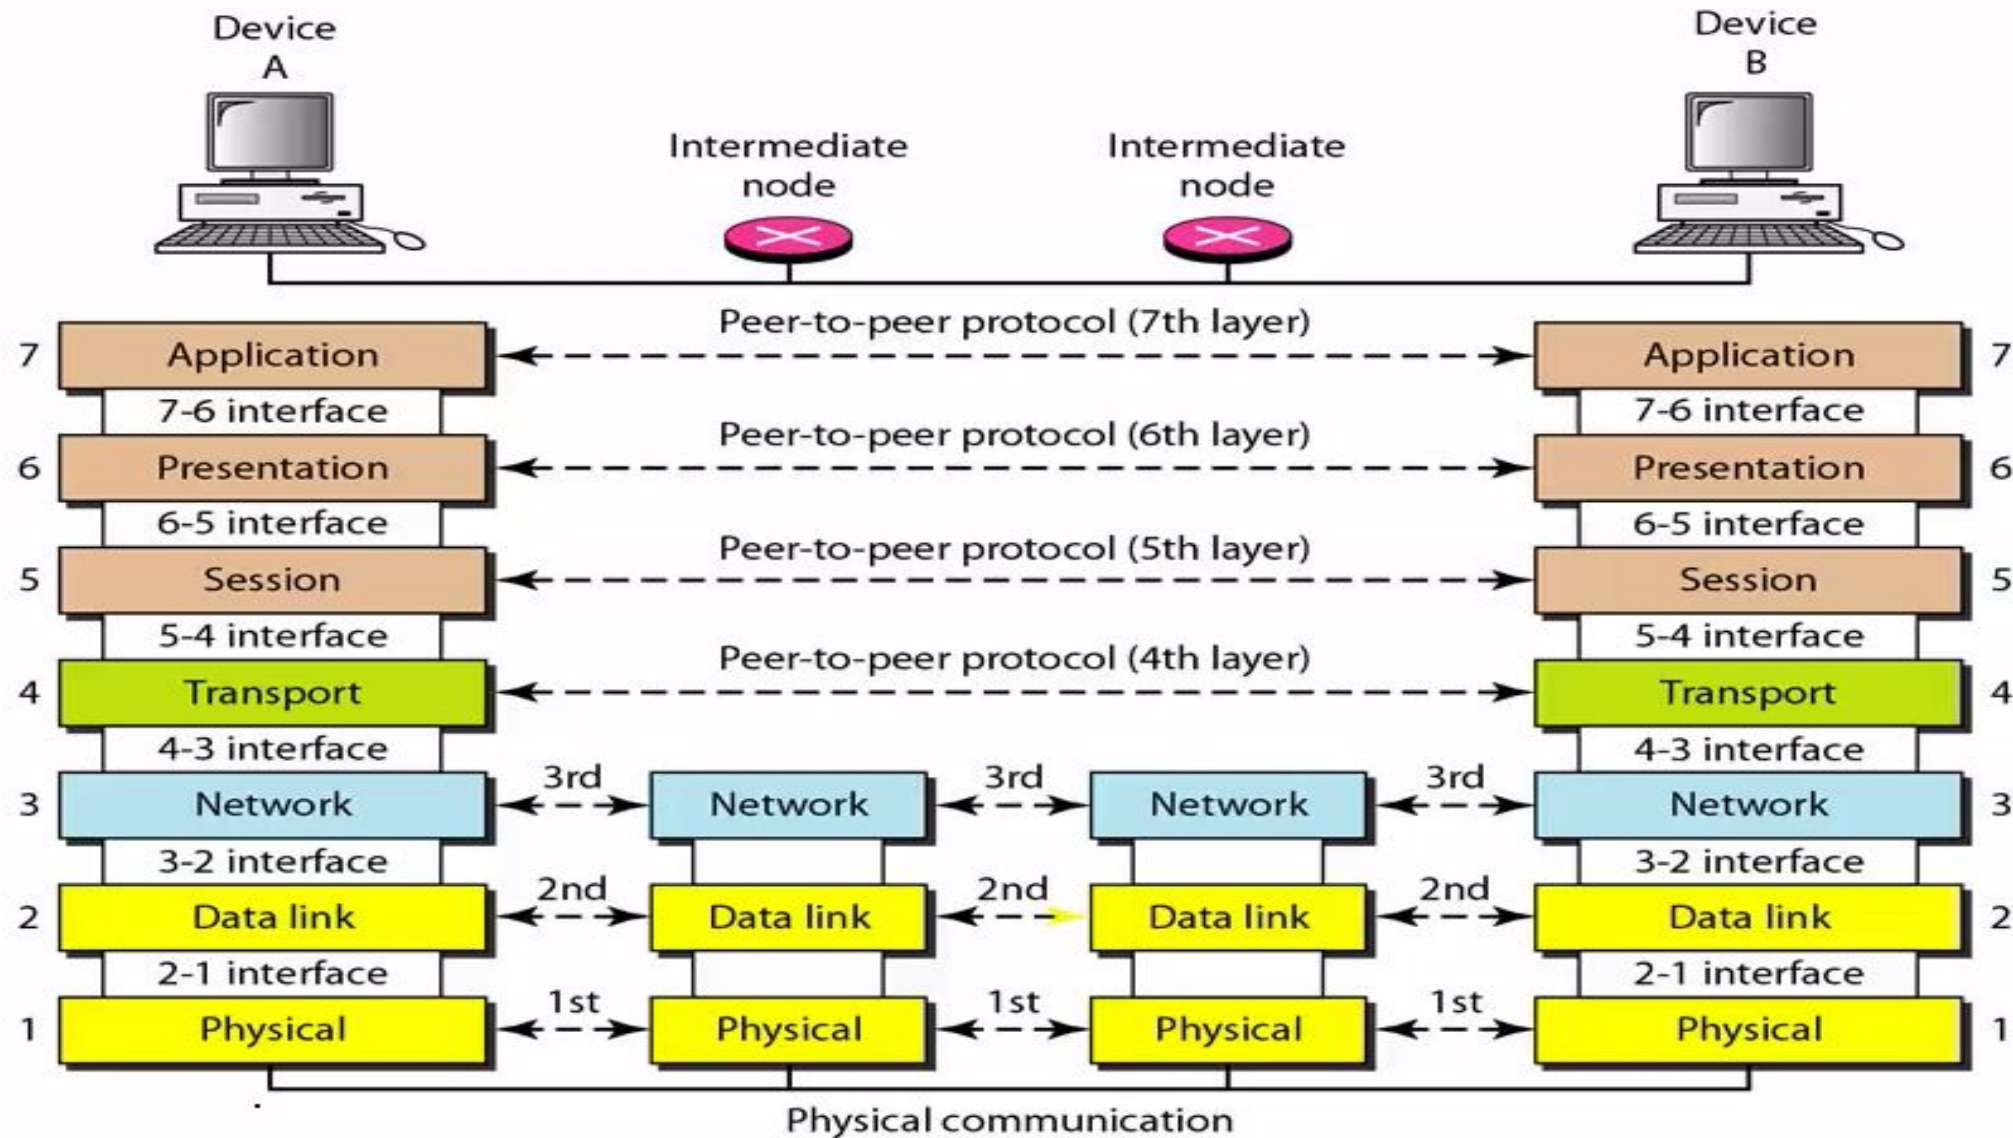 Device
A
Device
B
Intermediate
node
Intermediate
node
Peer-to-peer protocol (7th layer)
7 Application Application 7
7-6 interface 7-6 interface
Peer-to-peer protocol (6th layer)
6 Presentation Presentation 6
6-5 interface 6-5 interface
Peer-to-peer protocol (5th layer)
5 Session Session 5
5-4 interface 5-4 interface
Peer-to-peer protocol (4th layer)
4 Transport Transport 4
4-3 interface 4-3 interface
3rd 3rd 3rd
3 Network Network Network Network 3
3-2 interface 3-2 interface
2nd 2nd 2nd
2 Data link Data link Data link Data link 2
2-1 interface 2-1 interface
1st 1st 1st
1 Physical Physical Physical Physical 1
Physical communication